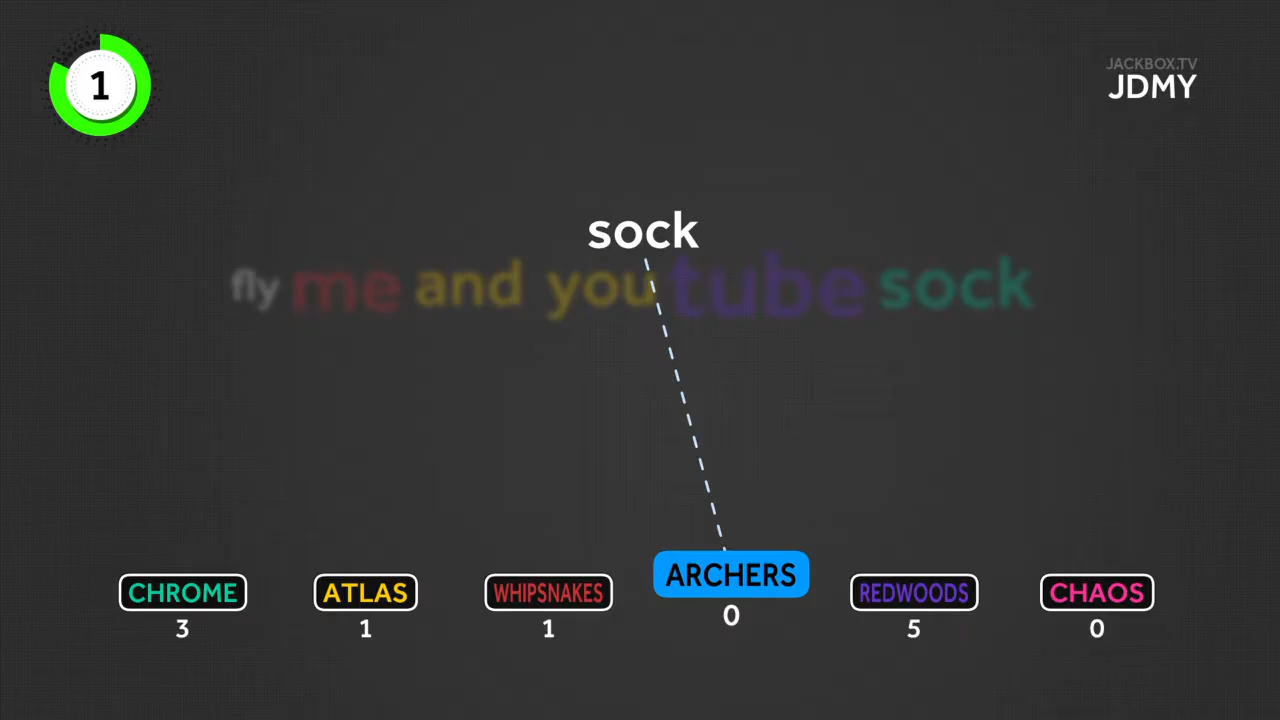 1
JACKBOX.TV
JDMY
sock
fly me and you tube sock
CHROME ATLAS WHIPSNAKES ARCHERS REDWOODS CHAOS
3 1 1 0 5 0